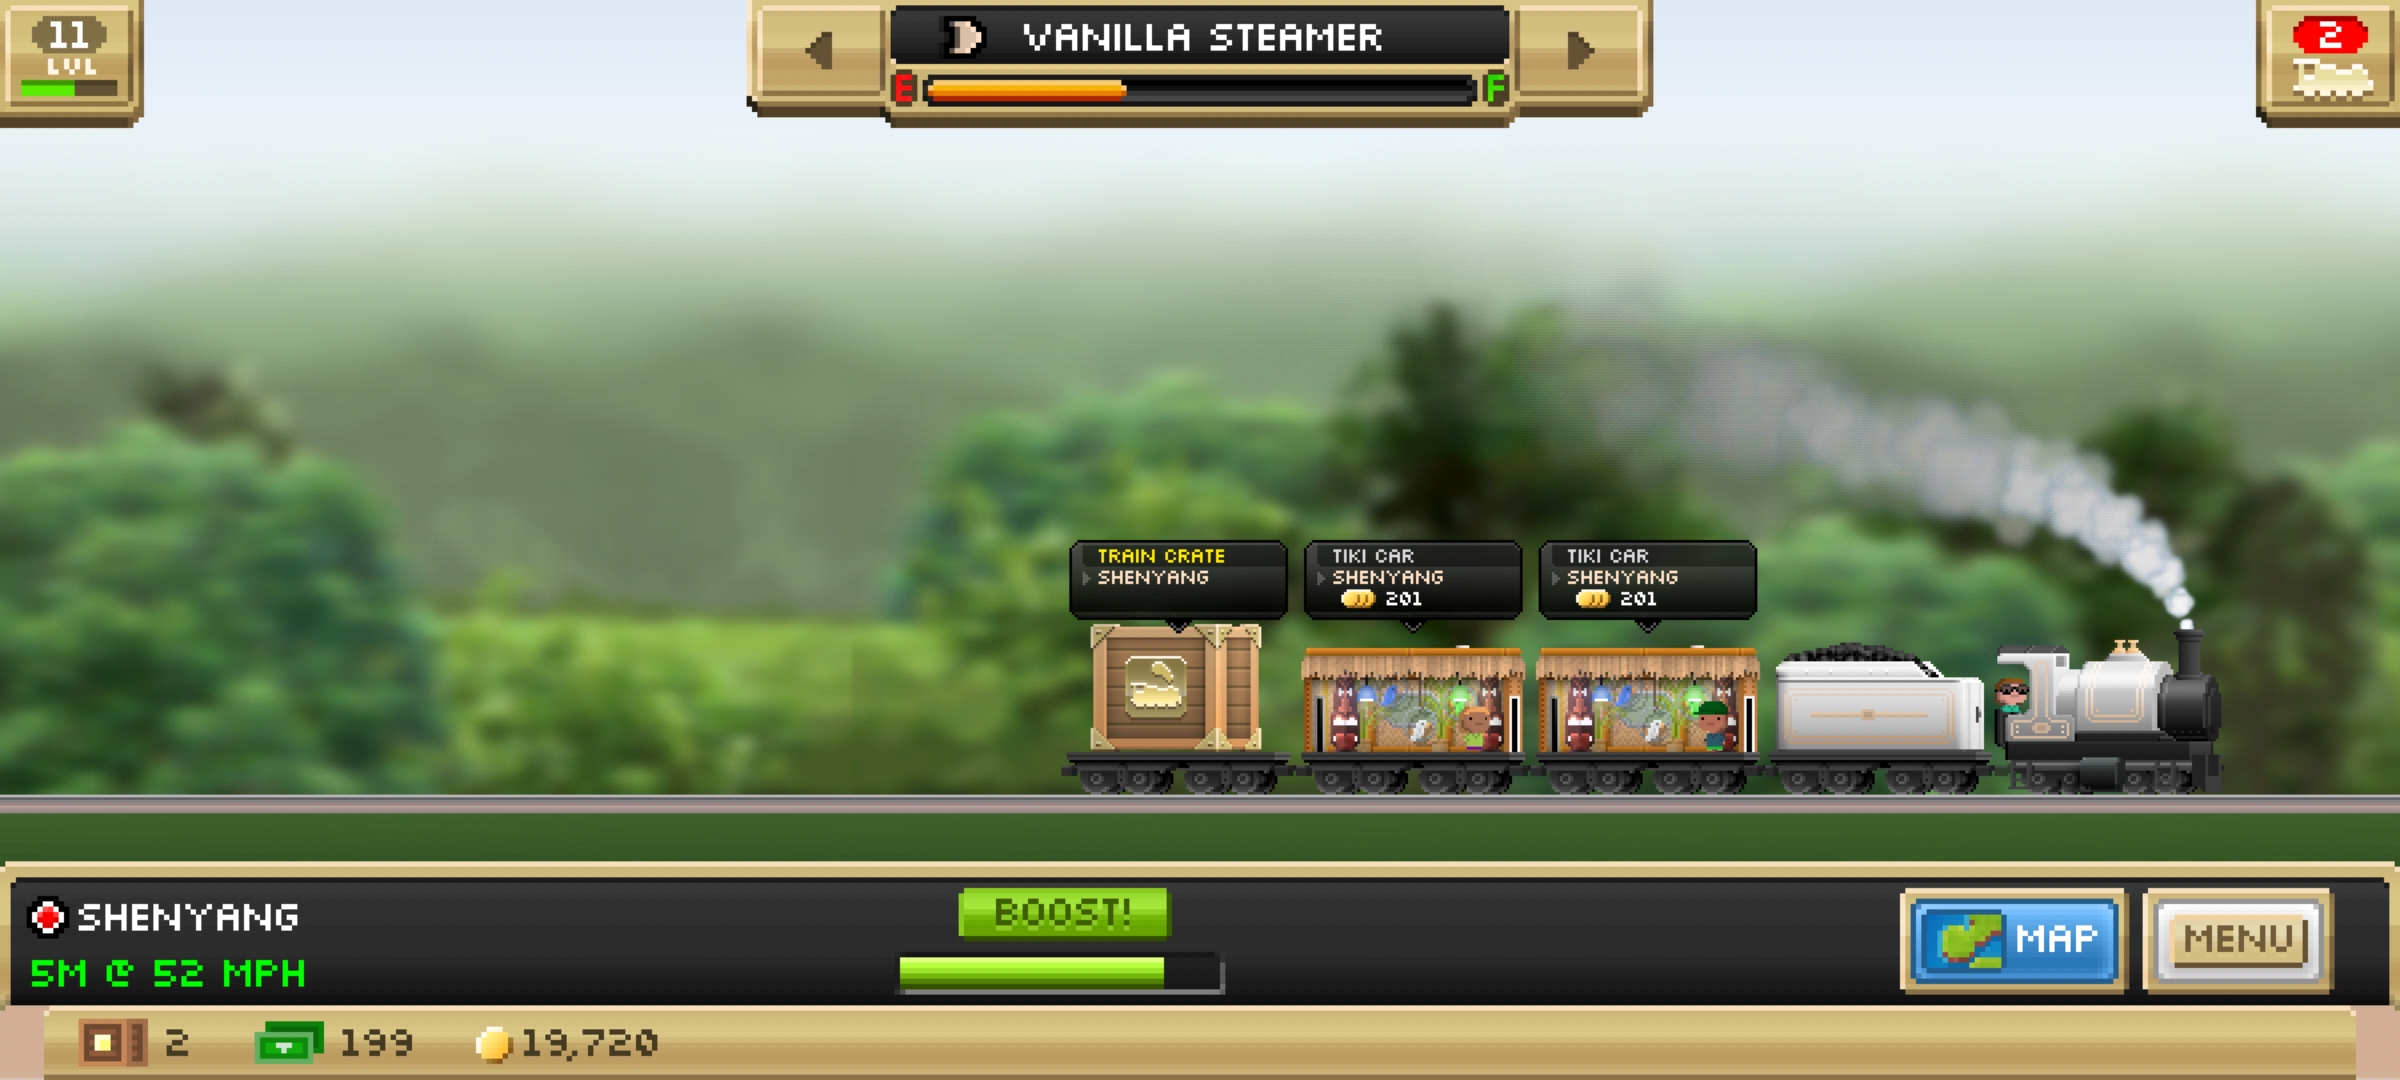 11
LVL
VANILLA STEAMER
E
F
2
TRAIN CRATE
SHENYANG
TIKI CAR
SHENYANG
201
TIKI CAR
SHENYANG
201
SHENYANG
5M @ 52 MPH
BOOST!
MAP
MENU
2
199
19,720